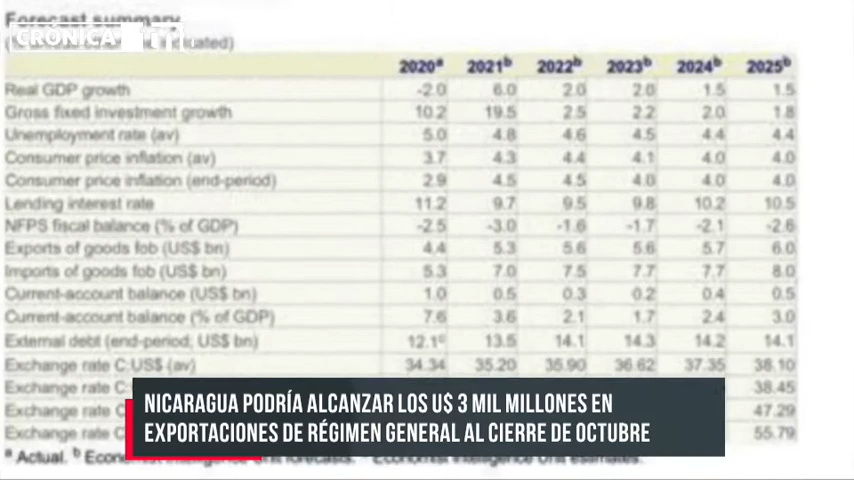 Forecast summary
CRÓNICA TN8
2020ᵃ 2021ᵇ 2022ᵇ 2023ᵇ 2024ᵇ 2025ᵇ
Real GDP growth -2.0 6.0 2.0 2.0 1.5 1.5
Gross fixed investment growth 10.2 19.5 2.5 2.2 2.0 1.8
Unemployment rate (av) 5.0 4.8 4.6 4.5 4.4 4.4
Consumer price inflation (av) 3.7 4.3 4.4 4.1 4.0 4.0
Consumer price inflation (end-period) 2.9 4.5 4.5 4.0 4.0 4.0
Lending interest rate 11.2 9.7 9.5 9.8 10.2 10.5
NFPS fiscal balance (% of GDP) -2.5 -3.0 -1.6 -1.7 -2.1 -2.6
Exports of goods fob (US$ bn) 4.4 5.3 5.6 5.6 5.7 6.0
Imports of goods fob (US$ bn) 5.3 7.0 7.5 7.7 7.7 8.0
Current-account balance (US$ bn) 1.0 0.5 0.3 0.2 0.4 0.5
Current-account balance (% of GDP) 7.6 3.6 2.1 1.7 2.4 3.0
External debt (end-period; US$ bn) 12.1ᶜ 13.5 14.1 14.3 14.2 14.1
Exchange rate C:US$ (av) 34.34 35.20 35.90 36.62 37.35 38.10
Exchange rate C 38.45
Exchange rate C 47.29
Exchange rate C 55.79
NICARAGUA PODRÍA ALCANZAR LOS U$ 3 MIL MILLONES EN
EXPORTACIONES DE RÉGIMEN GENERAL AL CIERRE DE OCTUBRE
ᵃ Actual. ᵇ